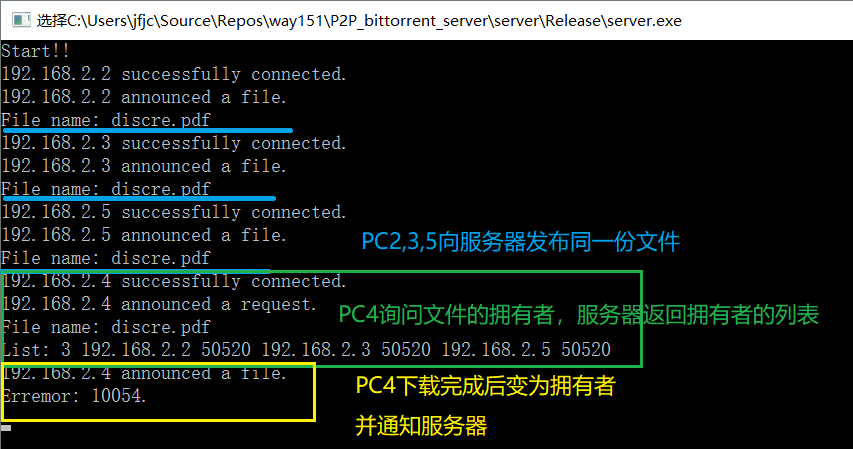 选择C:\Users\jfjc\Source\Repos\way151\P2P_bittorrent_server\server\Release\server.exe
Start!!
192.168.2.2 successfully connected.
192.168.2.2 announced a file.
File name: discre.pdf
192.168.2.3 successfully connected.
192.168.2.3 announced a file.
File name: discre.pdf
192.168.2.5 successfully connected.
192.168.2.5 announced a file.
PC2,3,5向服务器发布同一份文件
File name: discre.pdf
192.168.2.4 successfully connected.
192.168.2.4 announced a request.
PC4询问文件的拥有者，服务器返回拥有者的列表
File name: discre.pdf
List: 3 192.168.2.2 50520 192.168.2.3 50520 192.168.2.5 50520
192.168.2.4 announced a file.
PC4下载完成后变为拥有者
Erremor: 10054.
并通知服务器